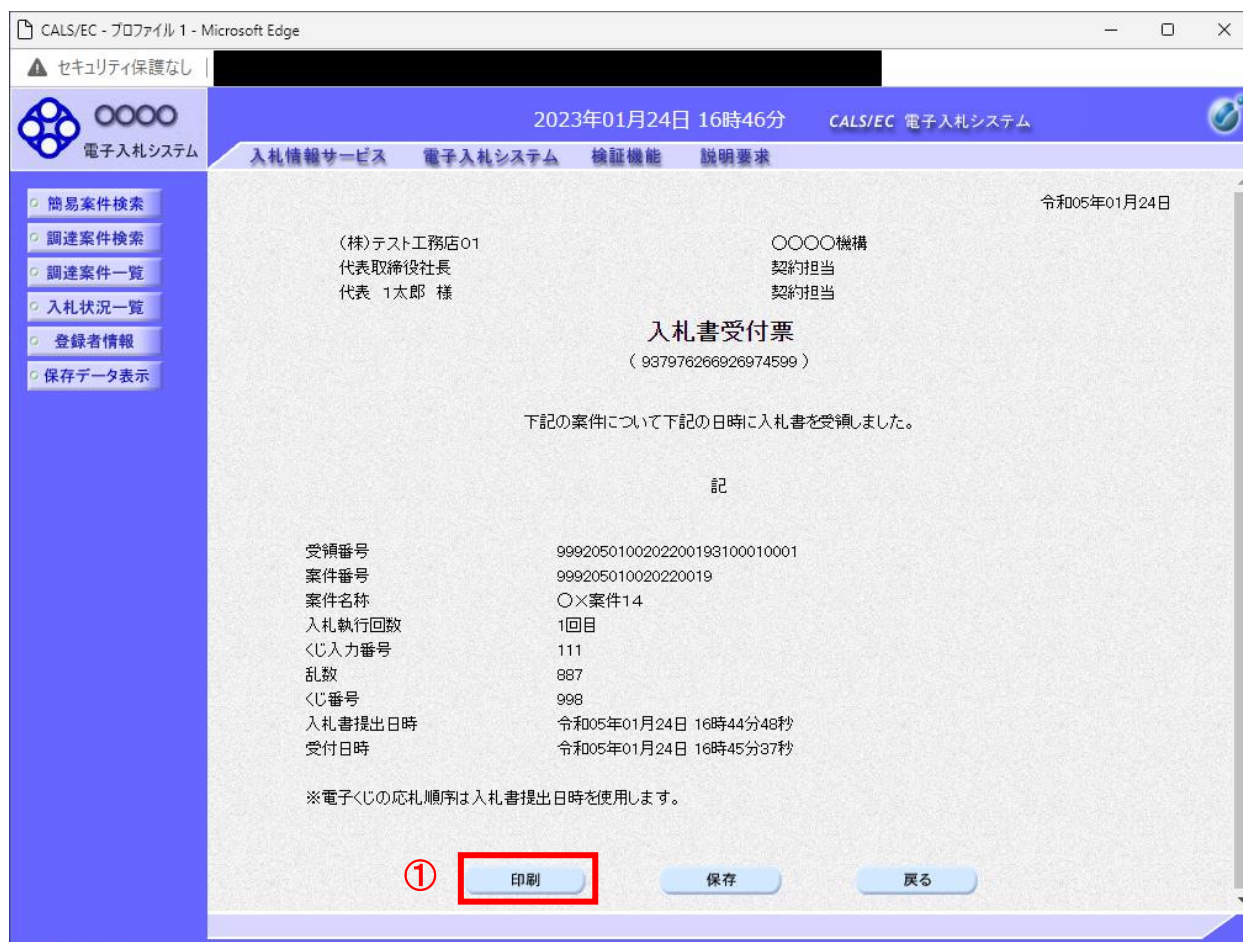 CALS/EC - プロファイル 1 - Microsoft Edge
セキュリティ保護なし
〇〇〇〇
電子入札システム
2023年01月24日 16時46分 CALS/EC 電子入札システム
入札情報サービス 電子入札システム 検証機能 説明要求
簡易案件検索
調達案件検索
調達案件一覧
入札状況一覧
登録者情報
保存データ表示
令和05年01月24日
(株)テスト工務店01 〇〇〇〇機構
代表取締役社長 契約担当
代表 1太郎 様 契約担当
入札書受付票
( 937976266926974599 )
下記の案件について下記の日時に入札書を受領しました。
記
受領番号 9992050100202200193100010001
案件番号 999205010020220019
案件名称 〇×案件14
入札執行回数 1回目
くじ入力番号 111
乱数 887
くじ番号 998
入札書提出日時 令和05年01月24日 16時44分48秒
受付日時 令和05年01月24日 16時45分37秒
※電子くじの応札順序は入札書提出日時を使用します。
① 印刷 保存 戻る